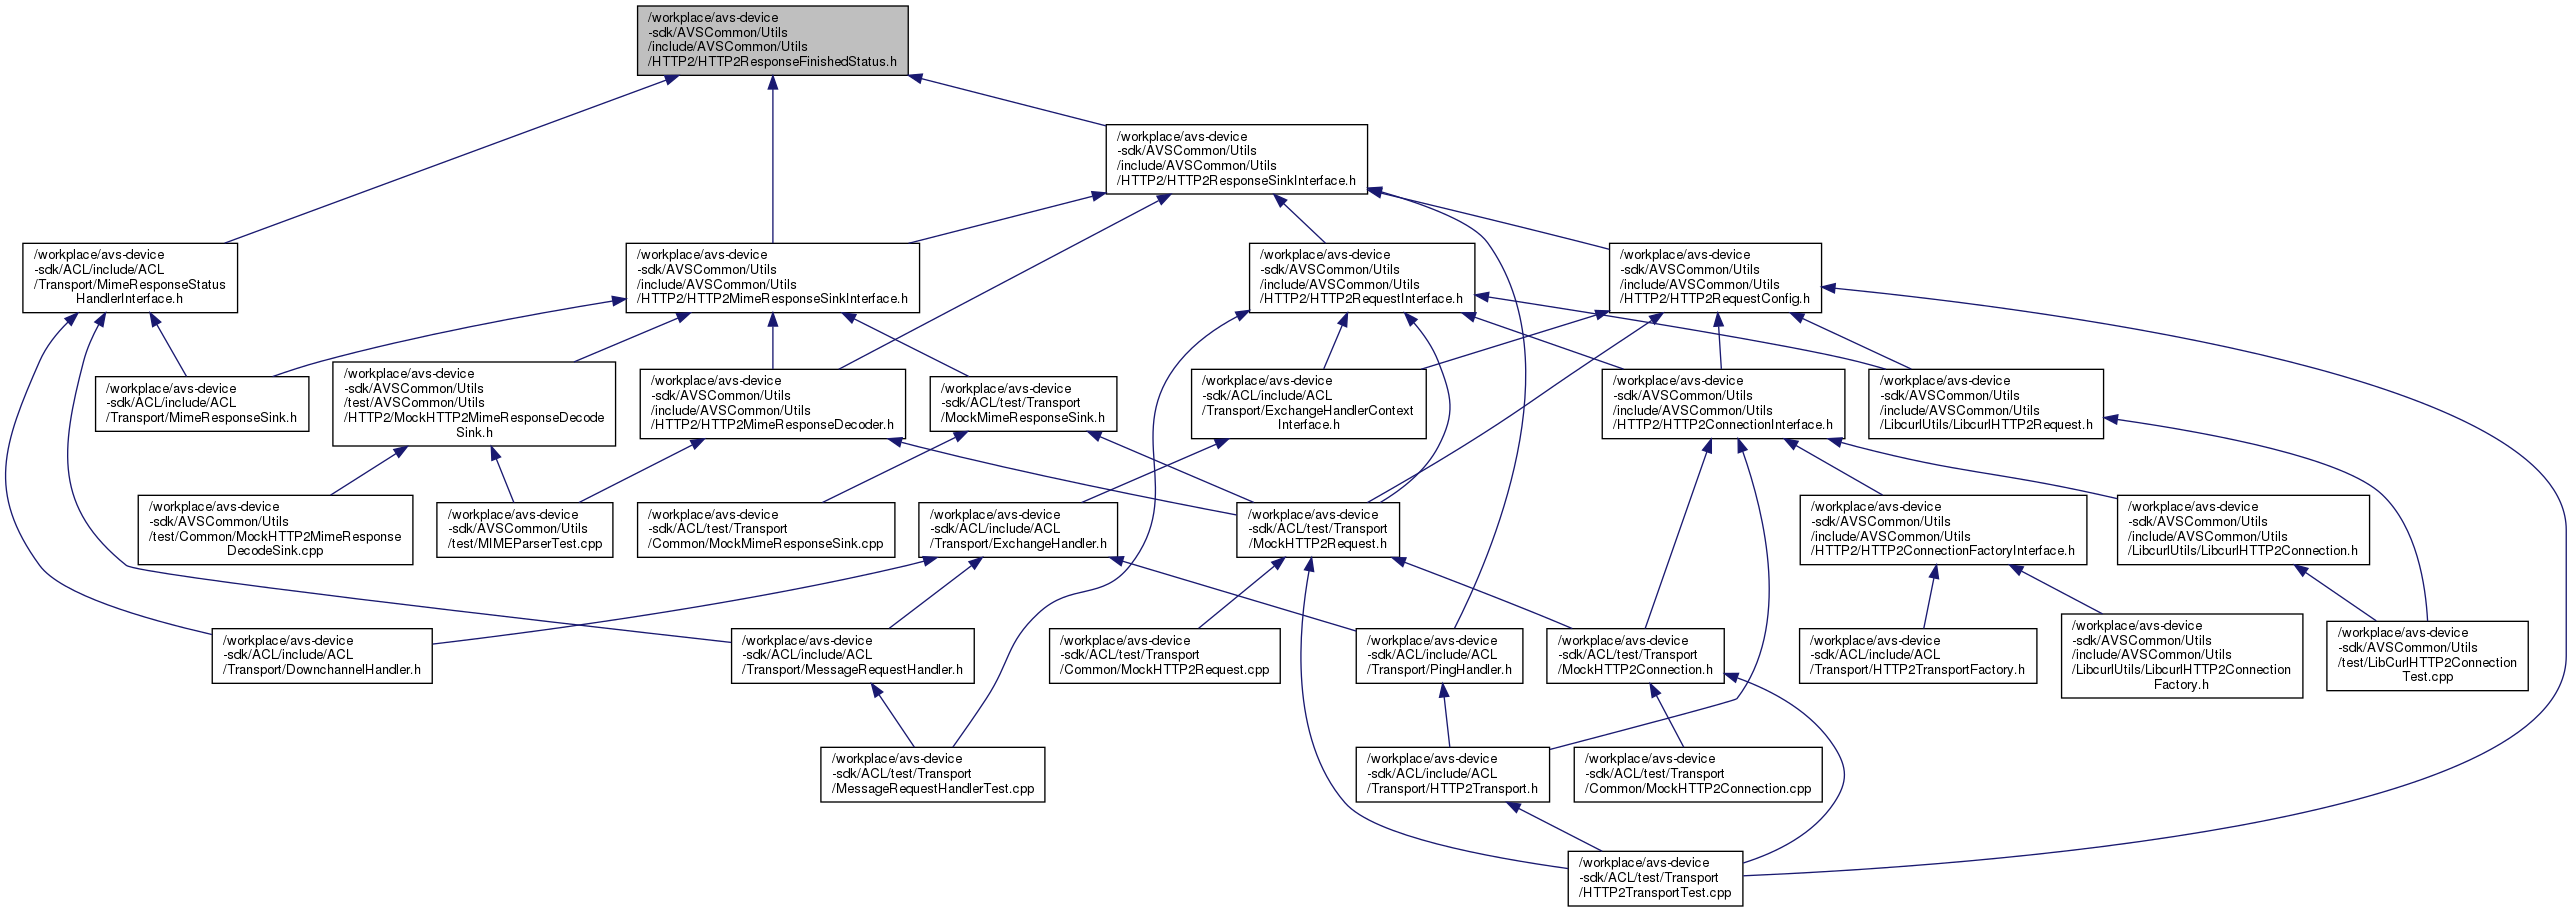 /workplace/avs-device
-sdk/AVSCommon/Utils
/include/AVSCommon/Utils
/HTTP2/HTTP2ResponseFinishedStatus.h
/workplace/avs-device
-sdk/AVSCommon/Utils
/include/AVSCommon/Utils
/HTTP2/HTTP2ResponseSinkInterface.h
/workplace/avs-device
-sdk/ACL/include/ACL
/Transport/MimeResponseStatus
HandlerInterface.h
/workplace/avs-device
-sdk/AVSCommon/Utils
/include/AVSCommon/Utils
/HTTP2/HTTP2MimeResponseSinkInterface.h
/workplace/avs-device
-sdk/AVSCommon/Utils
/include/AVSCommon/Utils
/HTTP2/HTTP2RequestInterface.h
/workplace/avs-device
-sdk/AVSCommon/Utils
/include/AVSCommon/Utils
/HTTP2/HTTP2RequestConfig.h
/workplace/avs-device
-sdk/ACL/include/ACL
/Transport/MimeResponseSink.h
/workplace/avs-device
-sdk/AVSCommon/Utils
/test/AVSCommon/Utils
/HTTP2/MockHTTP2MimeResponseDecode
Sink.h
/workplace/avs-device
-sdk/AVSCommon/Utils
/include/AVSCommon/Utils
/HTTP2/HTTP2MimeResponseDecoder.h
/workplace/avs-device
-sdk/ACL/test/Transport
/MockMimeResponseSink.h
/workplace/avs-device
-sdk/ACL/include/ACL
/Transport/ExchangeHandlerContext
Interface.h
/workplace/avs-device
-sdk/AVSCommon/Utils
/include/AVSCommon/Utils
/HTTP2/HTTP2ConnectionInterface.h
/workplace/avs-device
-sdk/AVSCommon/Utils
/include/AVSCommon/Utils
/LibcurlUtils/LibcurlHTTP2Request.h
/workplace/avs-device
-sdk/AVSCommon/Utils
/test/Common/MockHTTP2MimeResponse
DecodeSink.cpp
/workplace/avs-device
-sdk/AVSCommon/Utils
/test/MIMEParserTest.cpp
/workplace/avs-device
-sdk/ACL/test/Transport
/Common/MockMimeResponseSink.cpp
/workplace/avs-device
-sdk/ACL/include/ACL
/Transport/ExchangeHandler.h
/workplace/avs-device
-sdk/ACL/test/Transport
/MockHTTP2Request.h
/workplace/avs-device
-sdk/AVSCommon/Utils
/include/AVSCommon/Utils
/HTTP2/HTTP2ConnectionFactoryInterface.h
/workplace/avs-device
-sdk/AVSCommon/Utils
/include/AVSCommon/Utils
/LibcurlUtils/LibcurlHTTP2Connection.h
/workplace/avs-device
-sdk/ACL/include/ACL
/Transport/DownchannelHandler.h
/workplace/avs-device
-sdk/ACL/include/ACL
/Transport/MessageRequestHandler.h
/workplace/avs-device
-sdk/ACL/test/Transport
/Common/MockHTTP2Request.cpp
/workplace/avs-device
-sdk/ACL/include/ACL
/Transport/PingHandler.h
/workplace/avs-device
-sdk/ACL/test/Transport
/MockHTTP2Connection.h
/workplace/avs-device
-sdk/ACL/include/ACL
/Transport/HTTP2TransportFactory.h
/workplace/avs-device
-sdk/AVSCommon/Utils
/include/AVSCommon/Utils
/LibcurlUtils/LibcurlHTTP2Connection
Factory.h
/workplace/avs-device
-sdk/AVSCommon/Utils
/test/LibCurlHTTP2Connection
Test.cpp
/workplace/avs-device
-sdk/ACL/test/Transport
/MessageRequestHandlerTest.cpp
/workplace/avs-device
-sdk/ACL/include/ACL
/Transport/HTTP2Transport.h
/workplace/avs-device
-sdk/ACL/test/Transport
/Common/MockHTTP2Connection.cpp
/workplace/avs-device
-sdk/ACL/test/Transport
/HTTP2TransportTest.cpp